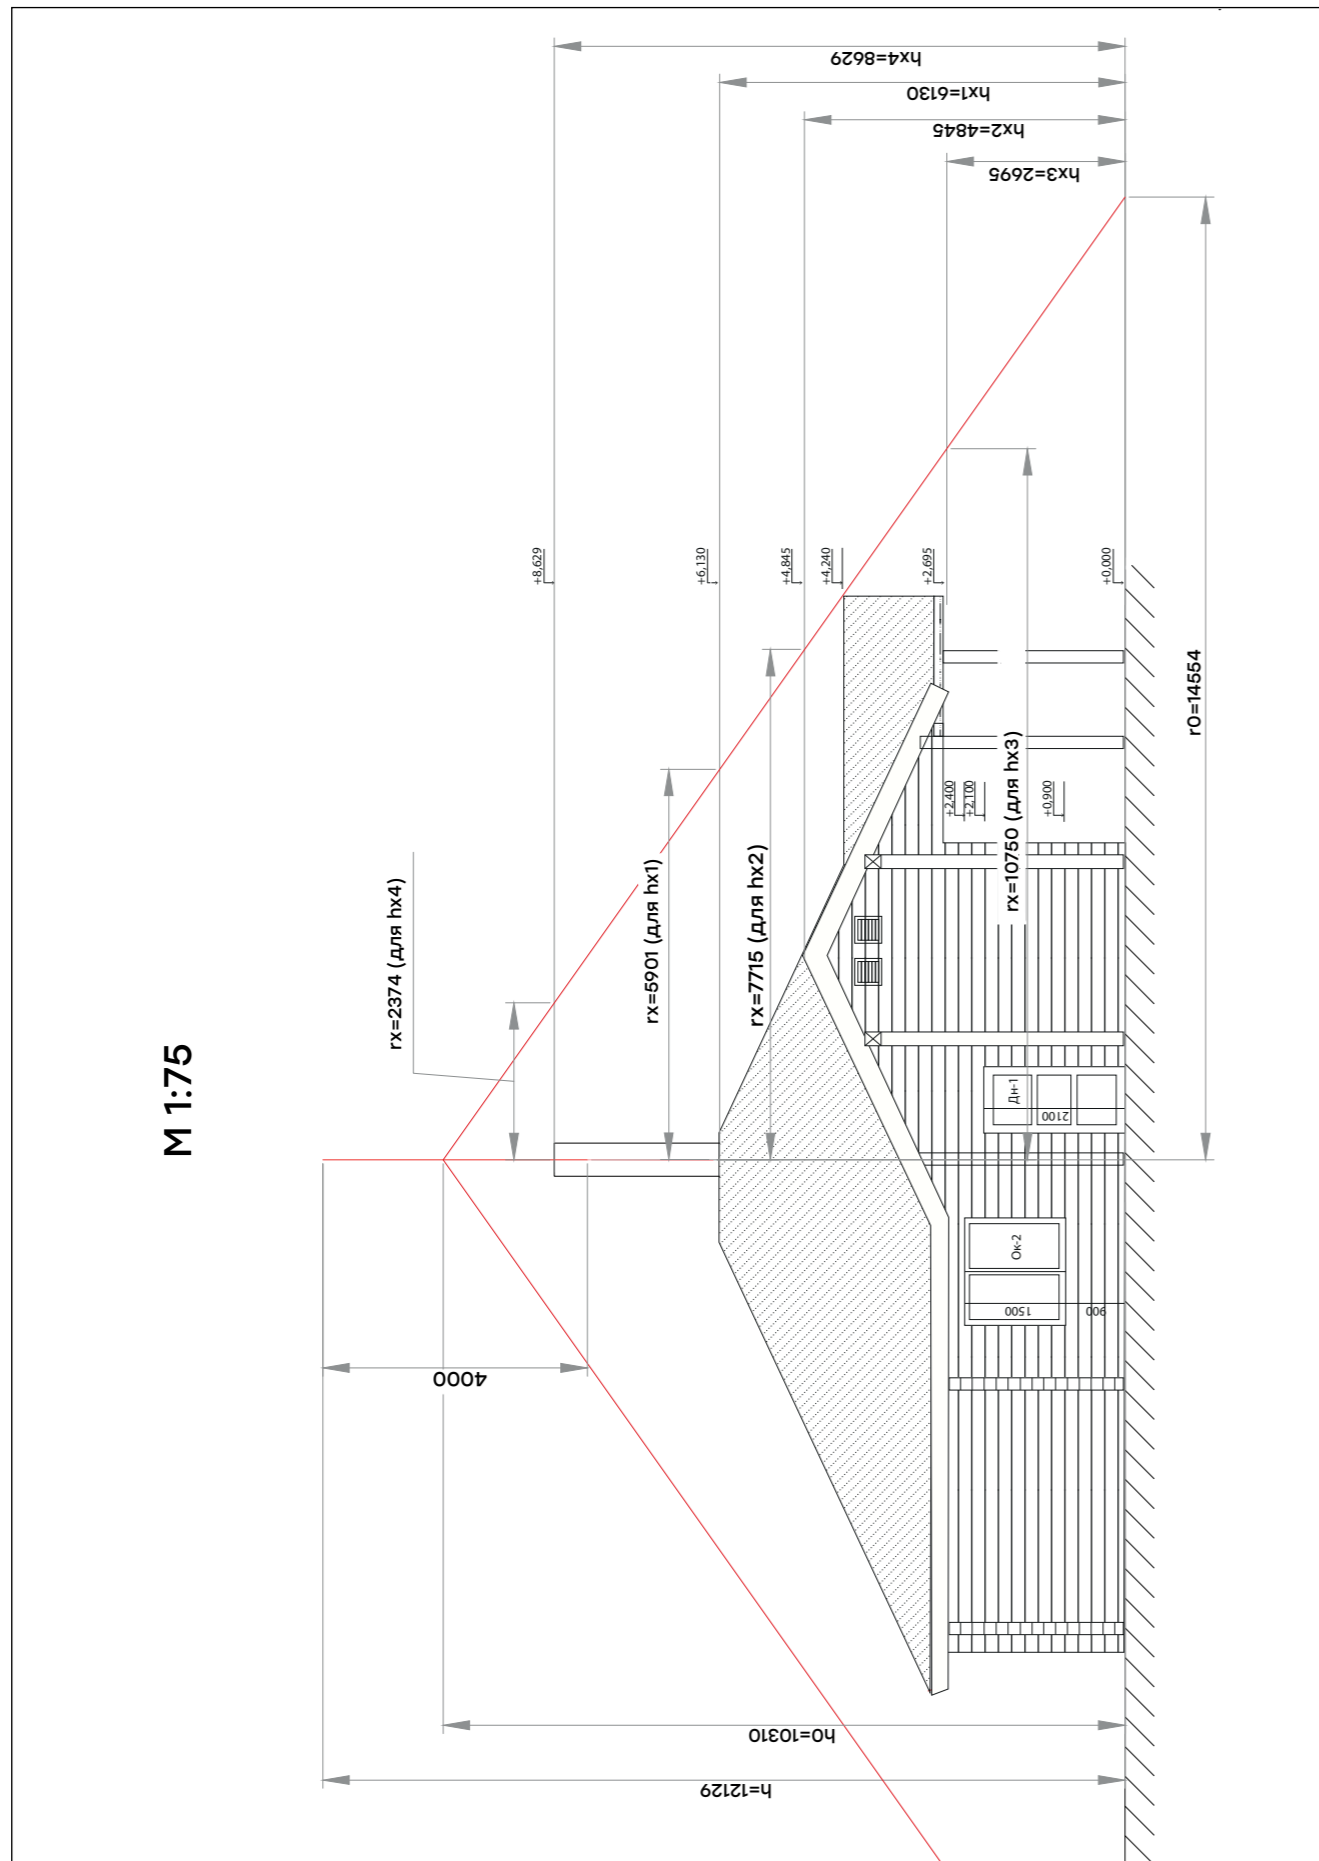 M 1:75
hx4=8629
hx1=6130
hx2=4845
hx3=2695
+8,629
+6,130
+4,845
+4,240
+2,695
+0,000
+2,400
+2,100
+0,900
rx=2374 (для hx4)
rx=5901 (для hx1)
rx=7715 (для hx2)
rx=10750 (для hx3)
r0=14554
Дн-1
2100
Ок-2
1500
900
4000
h0=10310
h=12129